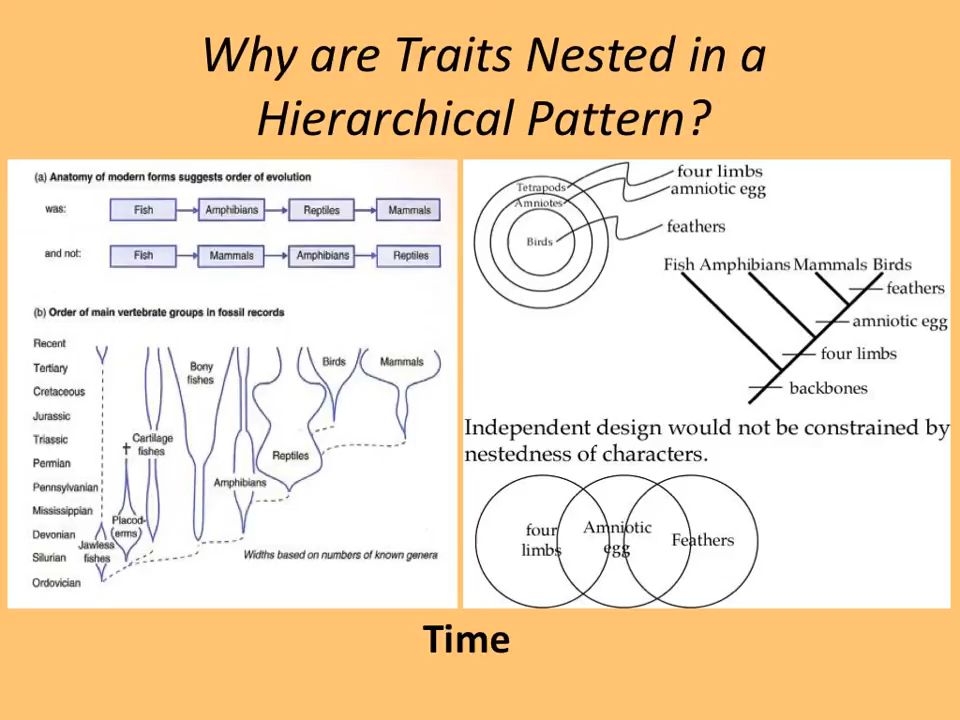 Why are Traits Nested in a
Hierarchical Pattern?
(a) Anatomy of modern forms suggests order of evolution
was: Fish Amphibians Reptiles Mammals
and not: Fish Mammals Amphibians Reptiles
(b) Order of main vertebrate groups in fossil records
Recent
Tertiary
Cretaceous
Jurassic
Triassic
Permian
Pennsylvanian
Mississippian
Devonian
Silurian
Ordovician
Bony
fishes
Birds
Mammals
Cartilage
fishes
Reptiles
Amphibians
Placod-
(erms)
Jawless
fishes
Widths based on numbers of known genera
Tetrapods
Amniotes
Birds
four limbs
amniotic egg
feathers
Fish Amphibians Mammals Birds
feathers
amniotic egg
four limbs
backbones
Independent design would not be constrained by
nestedness of characters.
four
limbs
Amniotic
egg
Feathers
Time